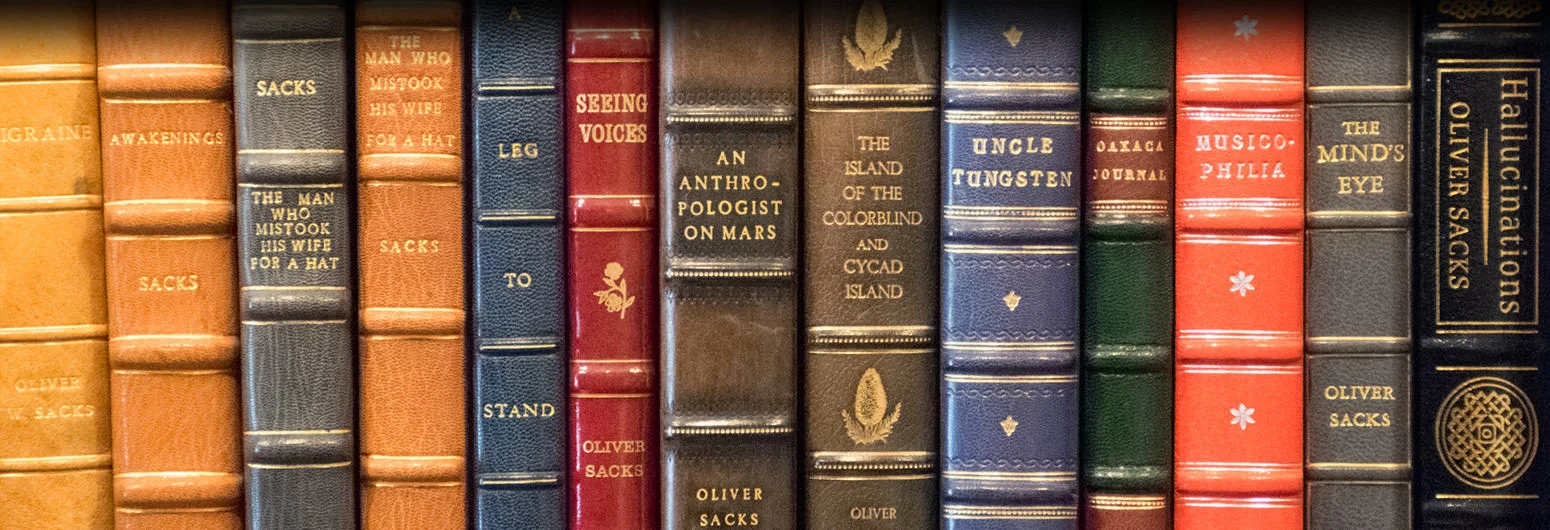 IGRAINE
OLIVER
W. SACKS
AWAKENINGS
SACKS
SACKS
THE MAN
WHO
MISTOOK
HIS WIFE
FOR A HAT
THE
MAN WHO
MISTOOK
HIS WIFE
FOR A HAT
SACKS
A
LEG
TO
STAND
SEEING
VOICES
OLIVER
SACKS
AN
ANTHRO-
POLOGIST
ON MARS
OLIVER
SACKS
THE
ISLAND
OF THE
COLORBLIND
AND
CYCAD
ISLAND
OLIVER
UNCLE
TUNGSTEN
OAXACA
JOURNAL
MUSICO-
PHILIA
THE
MIND'S
EYE
OLIVER
SACKS
Hallucinations
OLIVER SACKS